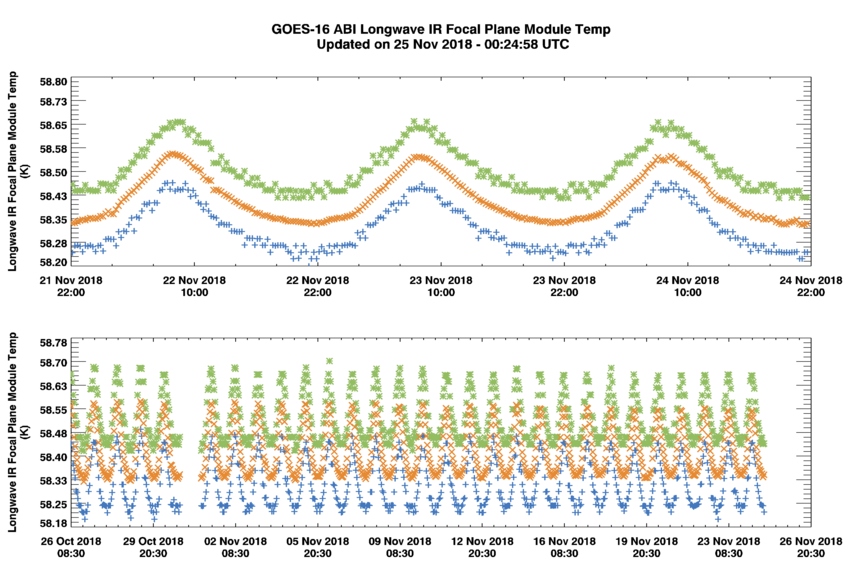 GOES-16 ABI Longwave IR Focal Plane Module Temp
Updated on 25 Nov 2018 - 00:24:58 UTC
Longwave IR Focal Plane Module Temp
(K)
58.80
58.73
58.65
58.58
58.50
58.43
58.35
58.28
58.20
21 Nov 2018 22 Nov 2018 22 Nov 2018 23 Nov 2018 23 Nov 2018 24 Nov 2018 24 Nov 2018
22:00 10:00 22:00 10:00 22:00 10:00 22:00
Longwave IR Focal Plane Module Temp
(K)
58.78
58.70
58.63
58.55
58.48
58.40
58.33
58.25
58.18
26 Oct 2018 29 Oct 2018 02 Nov 2018 05 Nov 2018 09 Nov 2018 12 Nov 2018 16 Nov 2018 19 Nov 2018 23 Nov 2018 26 Nov 2018
08:30 20:30 08:30 20:30 08:30 20:30 08:30 20:30 08:30 20:30